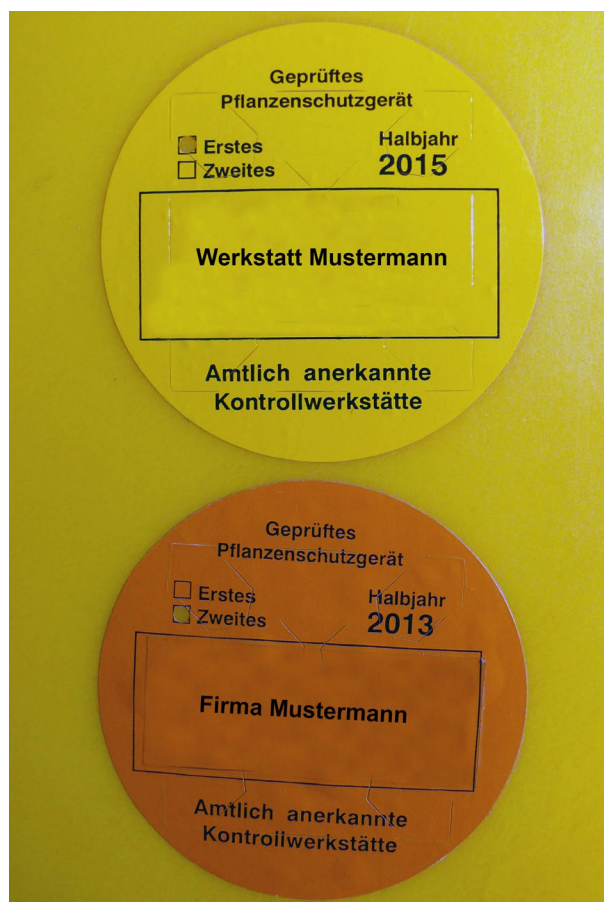 Geprüftes
Pflanzenschutzgerät
Erstes Halbjahr
Zweites 2015
Werkstatt Mustermann
Amtlich anerkannte
Kontrollwerkstätte
Geprüftes
Pflanzenschutzgerät
Erstes Halbjahr
Zweites 2013
Firma Mustermann
Amtlich anerkannte
Kontrollwerkstätte